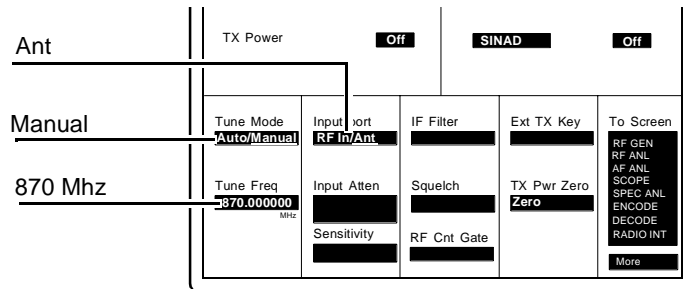 Ant
Manual
870 Mhz
TX Power Off SINAD Off
Tune Mode
Auto/Manual
Tune Freq
870.000000
MHz
Input port
RF In/Ant
Input Atten
Sensitivity
IF Filter
Squelch
RF Cnt Gate
Ext TX Key
TX Pwr Zero
Zero
To Screen
RF GEN
RF ANL
AF ANL
SCOPE
SPEC ANL
ENCODE
DECODE
RADIO INT
More